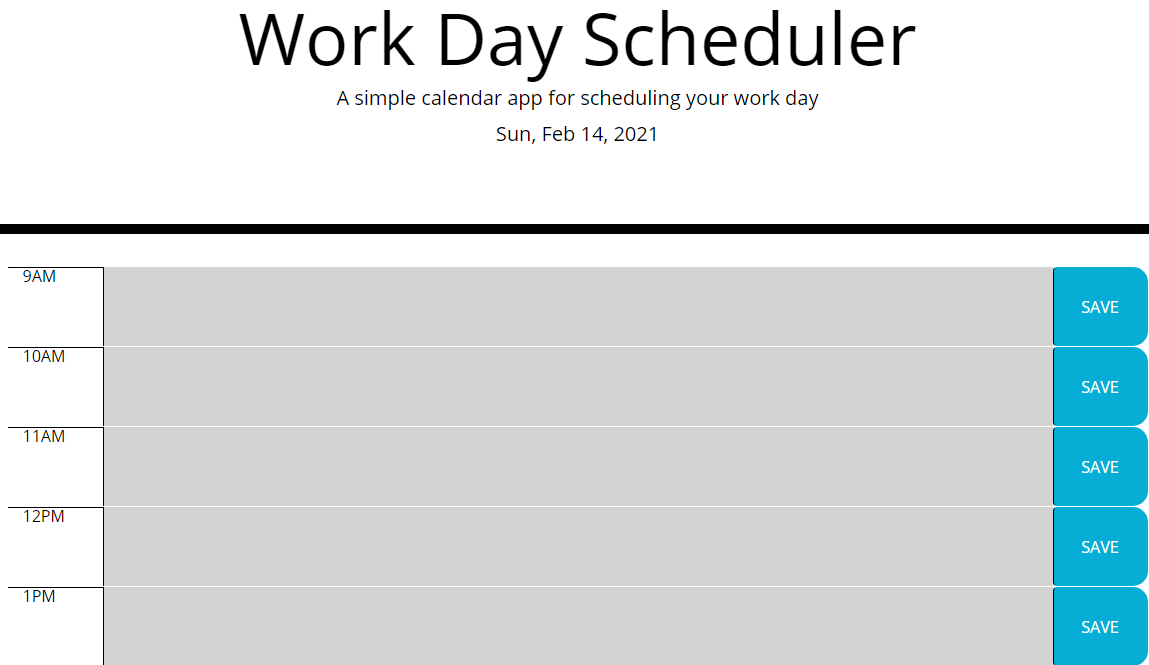 Work Day Scheduler
A simple calendar app for scheduling your work day
Sun, Feb 14, 2021
9AM
SAVE
10AM
SAVE
11AM
SAVE
12PM
SAVE
1PM
SAVE